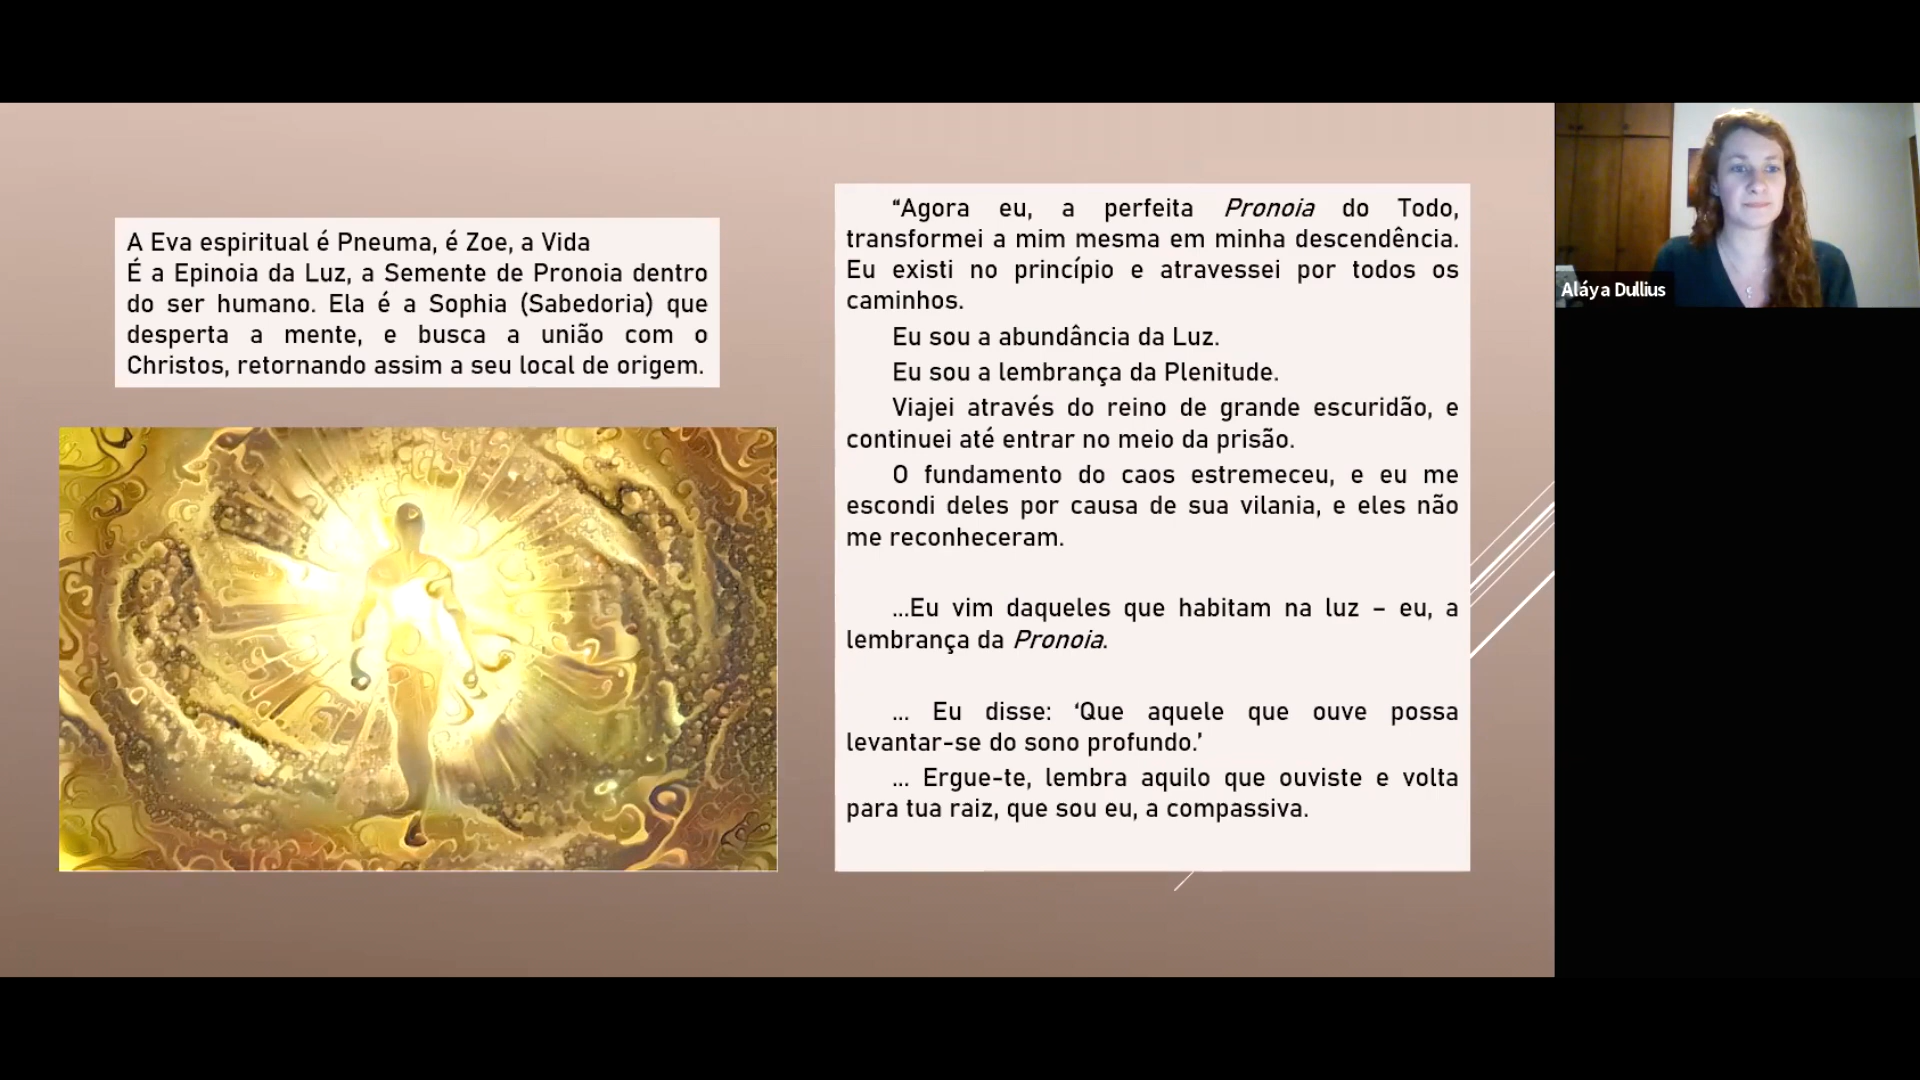 A Eva espiritual é Pneuma, é Zoe, a Vida
É a Epinoia da Luz, a Semente de Pronoia dentro
do ser humano. Ela é a Sophia (Sabedoria) que
desperta a mente, e busca a união com o
Christos, retornando assim a seu local de origem.
“Agora eu, a perfeita Pronoia do Todo,
transformei a mim mesma em minha descendência.
Eu existi no princípio e atravessei por todos os
caminhos.
Eu sou a abundância da Luz.
Eu sou a lembrança da Plenitude.
Viajei através do reino de grande escuridão, e
continuei até entrar no meio da prisão.
O fundamento do caos estremeceu, e eu me
escondi deles por causa de sua vilania, e eles não
me reconheceram.
...Eu vim daqueles que habitam na luz – eu, a
lembrança da Pronoia.
... Eu disse: ‘Que aquele que ouve possa
levantar-se do sono profundo.’
... Ergue-te, lembra aquilo que ouviste e volta
para tua raiz, que sou eu, a compassiva.
Aláya Dullius